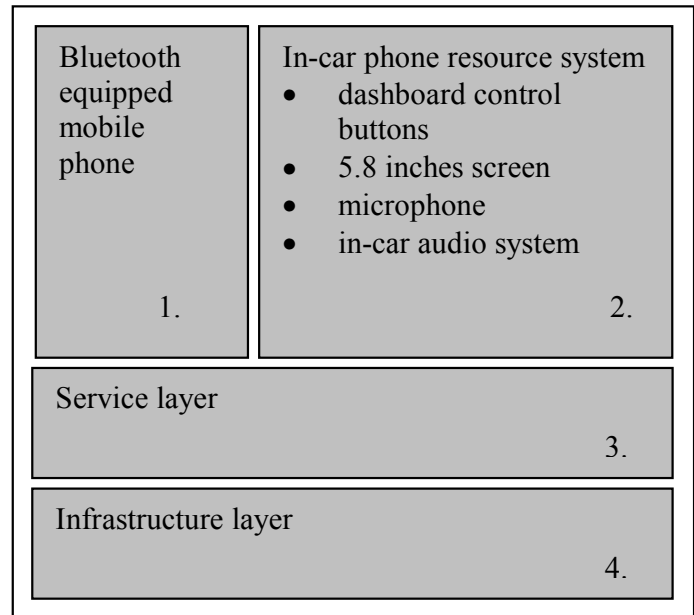 Bluetooth
equipped
mobile
phone
1.
In-car phone resource system
• dashboard control
buttons
• 5.8 inches screen
• microphone
• in-car audio system
2.
Service layer
3.
Infrastructure layer
4.